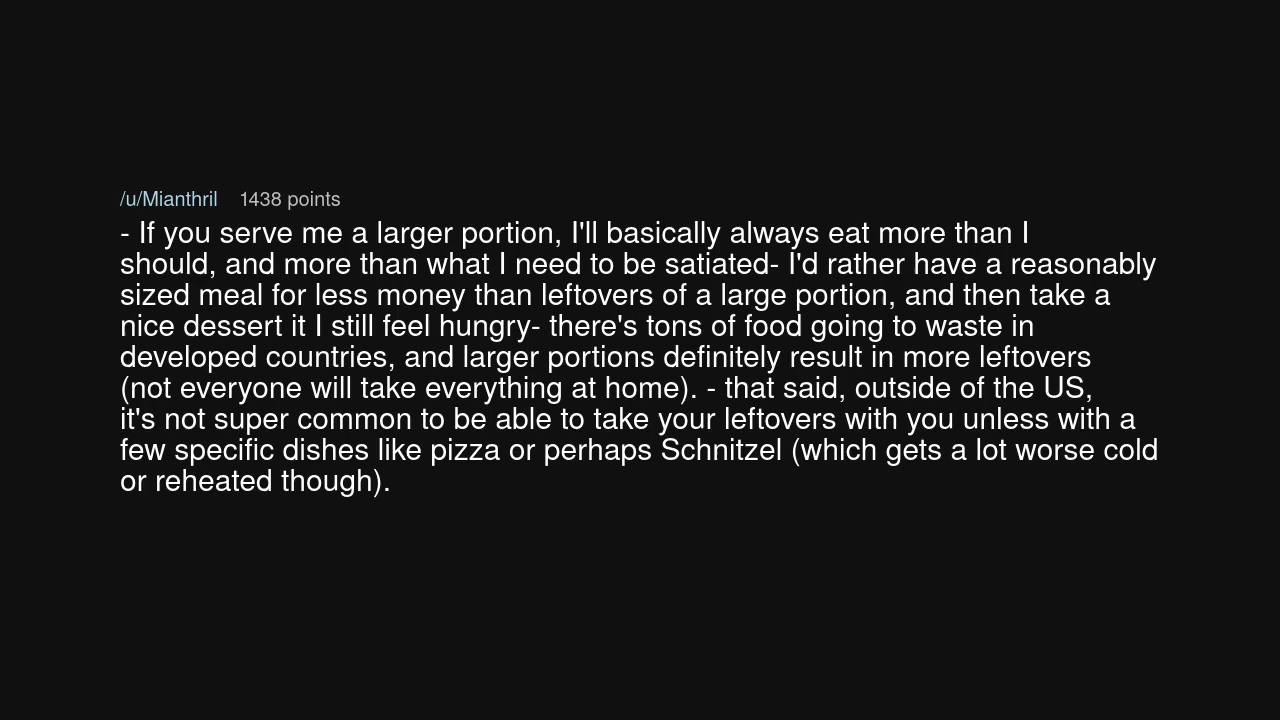 /u/Mianthril 1438 points
- If you serve me a larger portion, I'll basically always eat more than I
should, and more than what I need to be satiated- I'd rather have a reasonably
sized meal for less money than leftovers of a large portion, and then take a
nice dessert it I still feel hungry- there's tons of food going to waste in
developed countries, and larger portions definitely result in more leftovers
(not everyone will take everything at home). - that said, outside of the US,
it's not super common to be able to take your leftovers with you unless with a
few specific dishes like pizza or perhaps Schnitzel (which gets a lot worse cold
or reheated though).